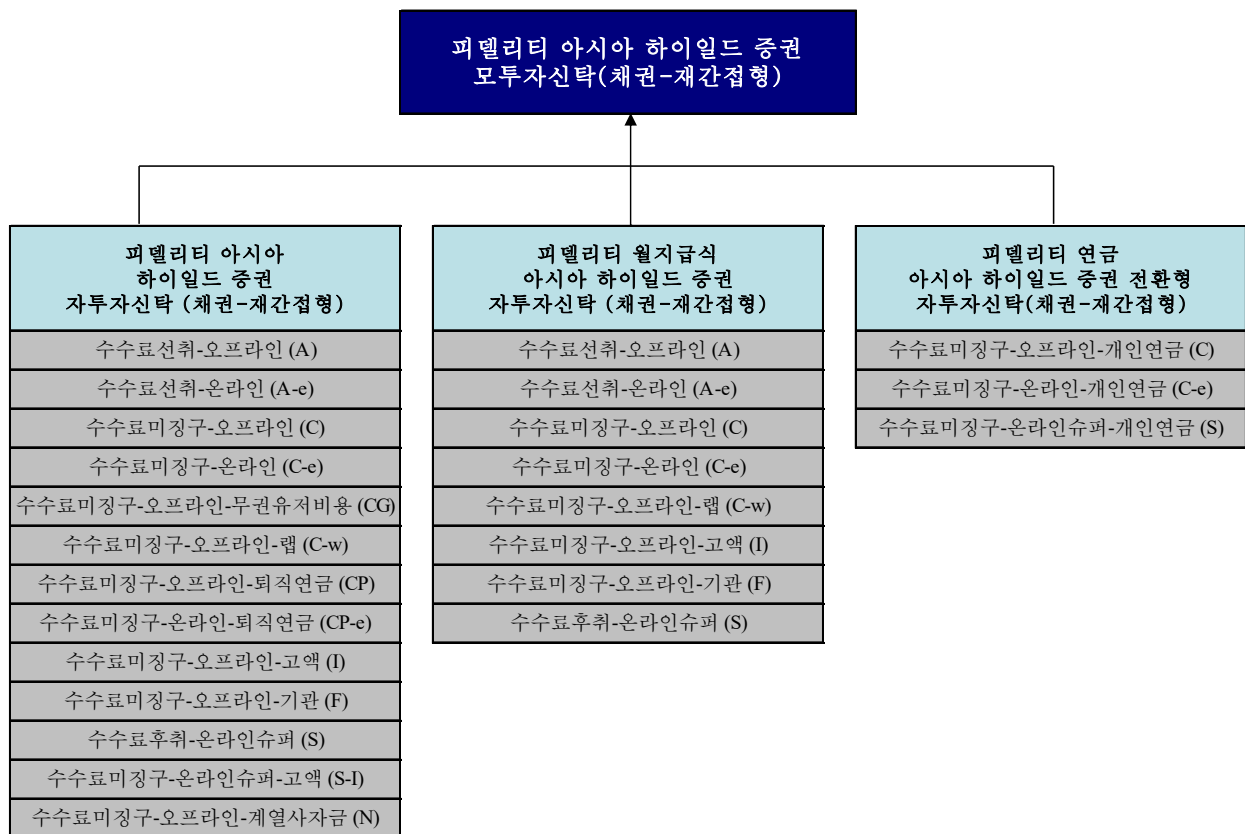 피델리티 아시아 하이일드 증권
모투자신탁(채권-재간접형)
피델리티 아시아
하이일드 증권
자투자신탁 (채권-재간접형)
수수료선취-오프라인 (A)
수수료선취-온라인 (A-e)
수수료미징구-오프라인 (C)
수수료미징구-온라인 (C-e)
수수료미징구-오프라인-무권유저비용 (CG)
수수료미징구-오프라인-랩 (C-w)
수수료미징구-오프라인-퇴직연금 (CP)
수수료미징구-온라인-퇴직연금 (CP-e)
수수료미징구-오프라인-고액 (I)
수수료미징구-오프라인-기관 (F)
수수료후취-온라인슈퍼 (S)
수수료미징구-온라인슈퍼-고액 (S-I)
수수료미징구-오프라인-계열사자금 (N)
피델리티 월지급식
아시아 하이일드 증권
자투자신탁 (채권-재간접형)
수수료선취-오프라인 (A)
수수료선취-온라인 (A-e)
수수료미징구-오프라인 (C)
수수료미징구-온라인 (C-e)
수수료미징구-오프라인-랩 (C-w)
수수료미징구-오프라인-고액 (I)
수수료미징구-오프라인-기관 (F)
수수료후취-온라인슈퍼 (S)
피델리티 연금
아시아 하이일드 증권 전환형
자투자신탁(채권-재간접형)
수수료미징구-오프라인-개인연금 (C)
수수료미징구-온라인-개인연금 (C-e)
수수료미징구-온라인슈퍼-개인연금 (S)